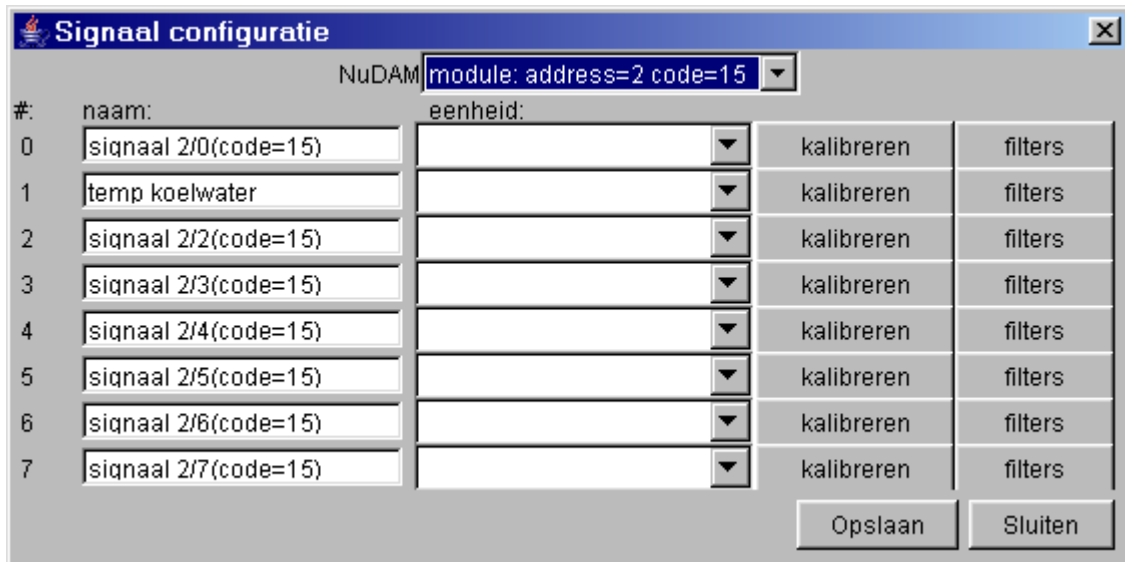 Signaal configuratie
NuDAM module: address=2 code=15
#: naam: eenheid:
0 signaal 2/0(code=15) kalibreren filters
1 temp koelwater kalibreren filters
2 signaal 2/2(code=15) kalibreren filters
3 signaal 2/3(code=15) kalibreren filters
4 signaal 2/4(code=15) kalibreren filters
5 signaal 2/5(code=15) kalibreren filters
6 signaal 2/6(code=15) kalibreren filters
7 signaal 2/7(code=15) kalibreren filters
Opslaan Sluiten